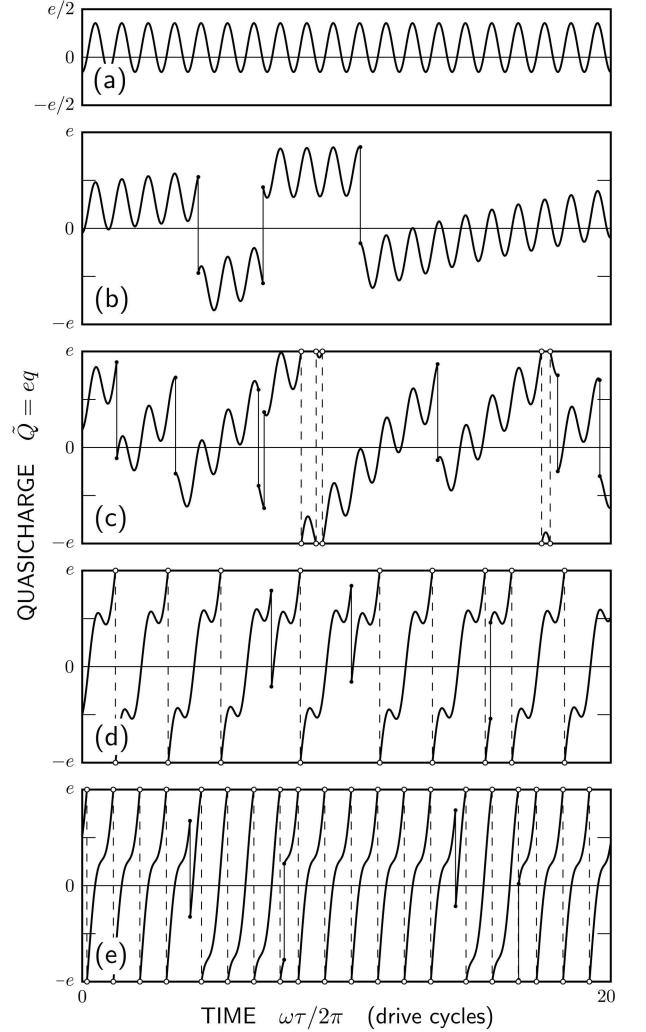 e/2
0
−e/2
(a)
e
0
−e
(b)
e
0
−e
(c)
QUASICHARGE Q̃ = eq
e
0
−e
(d)
e
0
−e
(e)
0 20
TIME ωτ/2π (drive cycles)